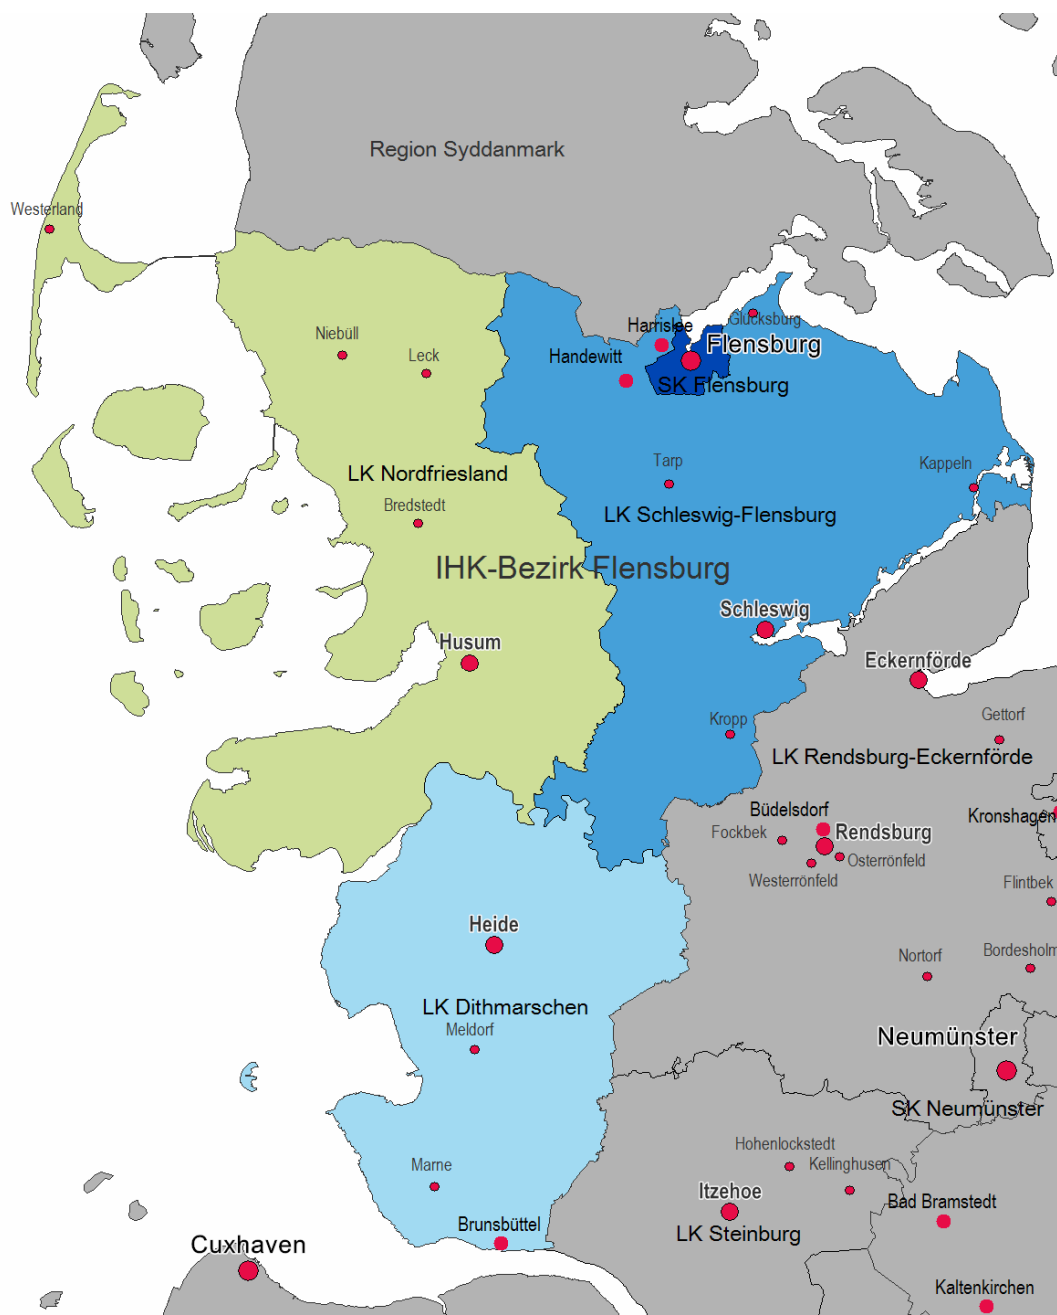 Region Syddanmark
Westerland
Glücksburg
Harrislee
Niebüll
Flensburg
Leck
Handewitt
SK Flensburg
Tarp
Kappeln
LK Nordfriesland
Bredstedt
LK Schleswig-Flensburg
IHK-Bezirk Flensburg
Schleswig
Husum
Eckernförde
Gettorf
Kropp
LK Rendsburg-Eckernförde
Büdelsdorf
Kronshagen
Fockbek
Rendsburg
Osterrönfeld
Westerrönfeld
Flintbek
Heide
Nortorf
Bordesholm
LK Dithmarschen
Meldorf
Neumünster
SK Neumünster
Hohenlockstedt
Kellinghusen
Marne
Itzehoe
Bad Bramstedt
Brunsbüttel
LK Steinburg
Cuxhaven
Kaltenkirchen